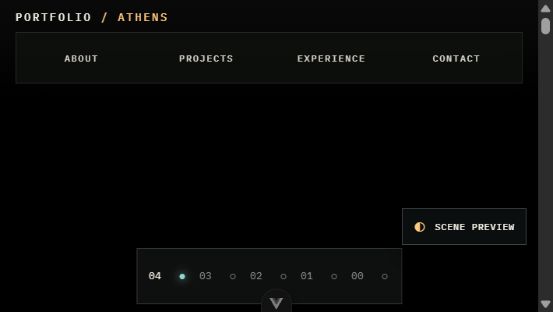 PORTFOLIO / ATHENS
ABOUT PROJECTS EXPERIENCE CONTACT
SCENE PREVIEW
04 03 02 01 00